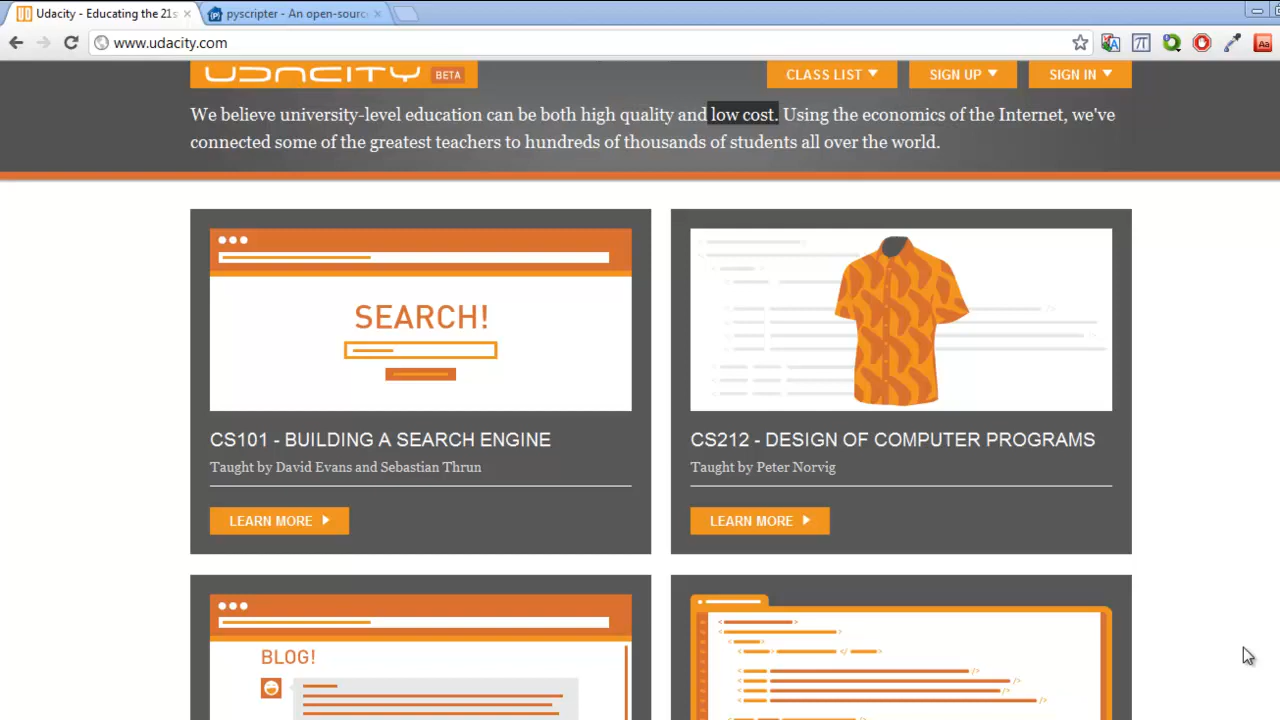 Udacity - Educating the 21s
pyscripter - An open-sourc
www.udacity.com
UDACITY BETA
CLASS LIST
SIGN UP
SIGN IN
We believe university-level education can be both high quality and low cost. Using the economics of the Internet, we've
connected some of the greatest teachers to hundreds of thousands of students all over the world.
SEARCH!
CS101 - BUILDING A SEARCH ENGINE
Taught by David Evans and Sebastian Thrun
LEARN MORE
CS212 - DESIGN OF COMPUTER PROGRAMS
Taught by Peter Norvig
LEARN MORE
BLOG!